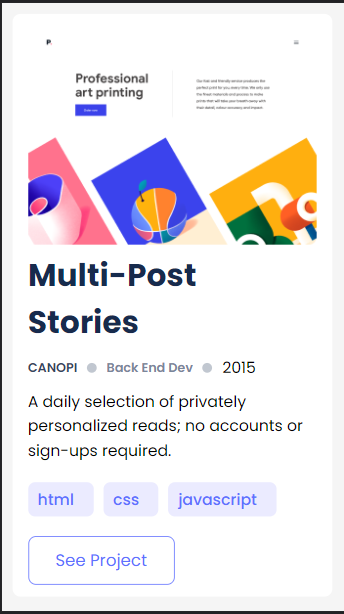 P.
Professional
art printing
Our fast and friendly service produces the
perfect print for you, every time. We only use
the finest materials and process to make
prints that will take your breath away with
their detail, colour accuracy and impact.
Multi-Post
Stories
CANOPI Back End Dev 2015
A daily selection of privately
personalized reads; no accounts or
sign-ups required.
html css javascript
See Project